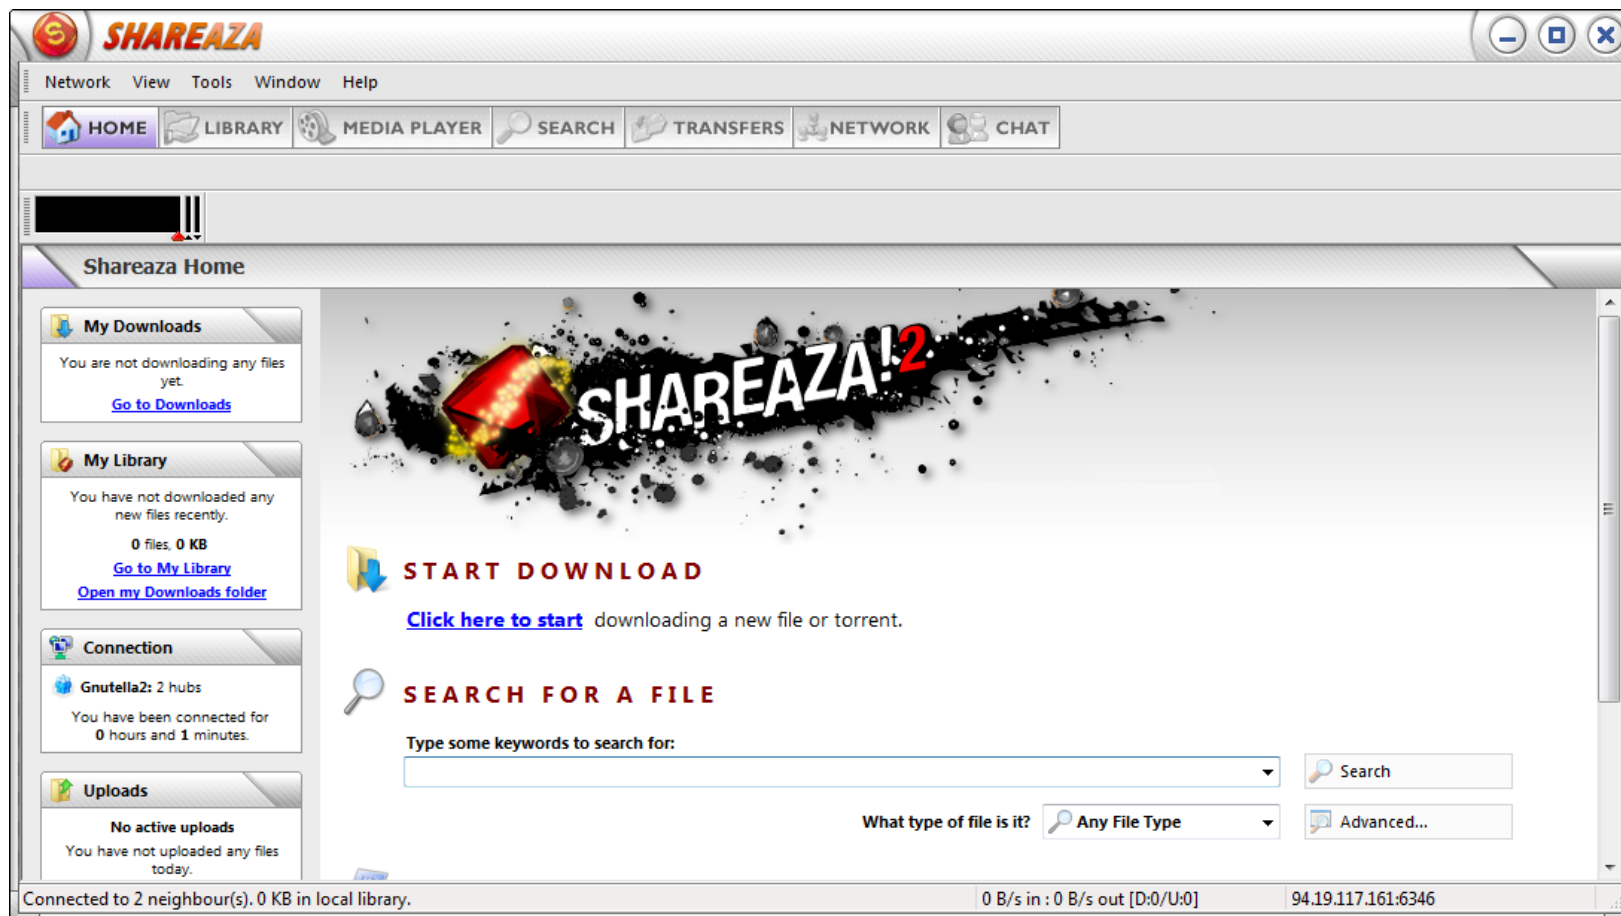 SHAREAZA
Network View Tools Window Help
HOME LIBRARY MEDIA PLAYER SEARCH TRANSFERS NETWORK CHAT
Shareaza Home
My Downloads
You are not downloading any files
yet.
Go to Downloads
My Library
You have not downloaded any
new files recently.
0 files, 0 KB
Go to My Library
Open my Downloads folder
Connection
Gnutella2: 2 hubs
You have been connected for
0 hours and 1 minutes.
Uploads
No active uploads
You have not uploaded any files
today.
SHAREAZA!2
START DOWNLOAD
Click here to start downloading a new file or torrent.
SEARCH FOR A FILE
Type some keywords to search for:
Search
What type of file is it? Any File Type
Advanced...
Connected to 2 neighbour(s). 0 KB in local library. 0 B/s in : 0 B/s out [D:0/U:0] 94.19.117.161:6346